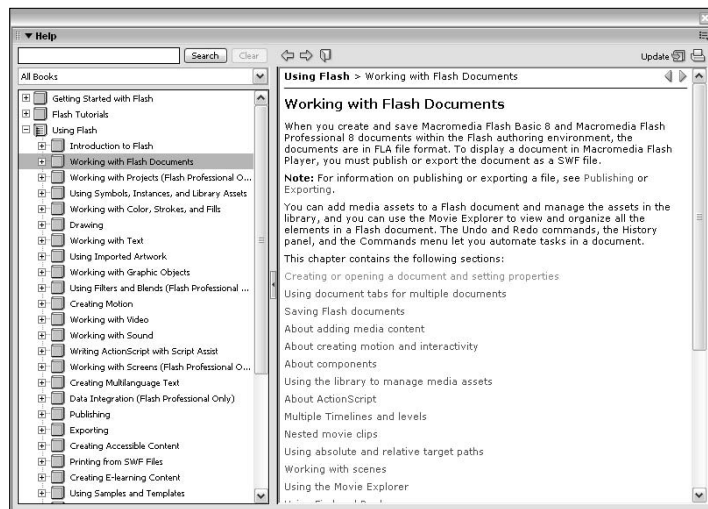 Help
Search Clear
Update
All Books
Getting Started with Flash
Flash Tutorials
Using Flash
Introduction to Flash
Working with Flash Documents
Working with Projects (Flash Professional O...
Using Symbols, Instances, and Library Assets
Working with Color, Strokes, and Fills
Drawing
Working with Text
Using Imported Artwork
Working with Graphic Objects
Using Filters and Blends (Flash Professional ...
Creating Motion
Working with Video
Working with Sound
Writing ActionScript with Script Assist
Working with Screens (Flash Professional O...
Creating Multilanguage Text
Data Integration (Flash Professional Only)
Publishing
Exporting
Creating Accessible Content
Printing from SWF Files
Creating E-learning Content
Using Samples and Templates
Using Flash > Working with Flash Documents
Working with Flash Documents
When you create and save Macromedia Flash Basic 8 and Macromedia Flash
Professional 8 documents within the Flash authoring environment, the
documents are in FLA file format. To display a document in Macromedia Flash
Player, you must publish or export the document as a SWF file.
Note: For information on publishing or exporting a file, see Publishing or
Exporting.
You can add media assets to a Flash document and manage the assets in the
library, and you can use the Movie Explorer to view and organize all the
elements in a Flash document. The Undo and Redo commands, the History
panel, and the Commands menu let you automate tasks in a document.
This chapter contains the following sections:
Creating or opening a document and setting properties
Using document tabs for multiple documents
Saving Flash documents
About adding media content
About creating motion and interactivity
About components
Using the library to manage media assets
About ActionScript
Multiple Timelines and levels
Nested movie clips
Using absolute and relative target paths
Working with scenes
Using the Movie Explorer